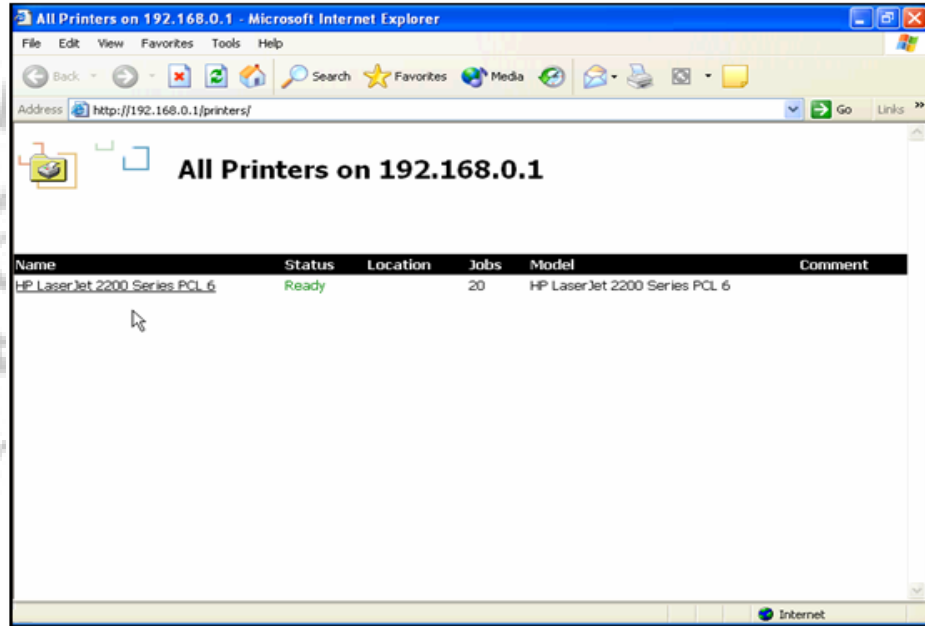 All Printers on 192.168.0.1 - Microsoft Internet Explorer
File Edit View Favorites Tools Help
Back Search Favorites Media
Address http://192.168.0.1/printers/ Go Links »
All Printers on 192.168.0.1
Name Status Location Jobs Model Comment
HP LaserJet 2200 Series PCL 6 Ready 20 HP LaserJet 2200 Series PCL 6
Internet